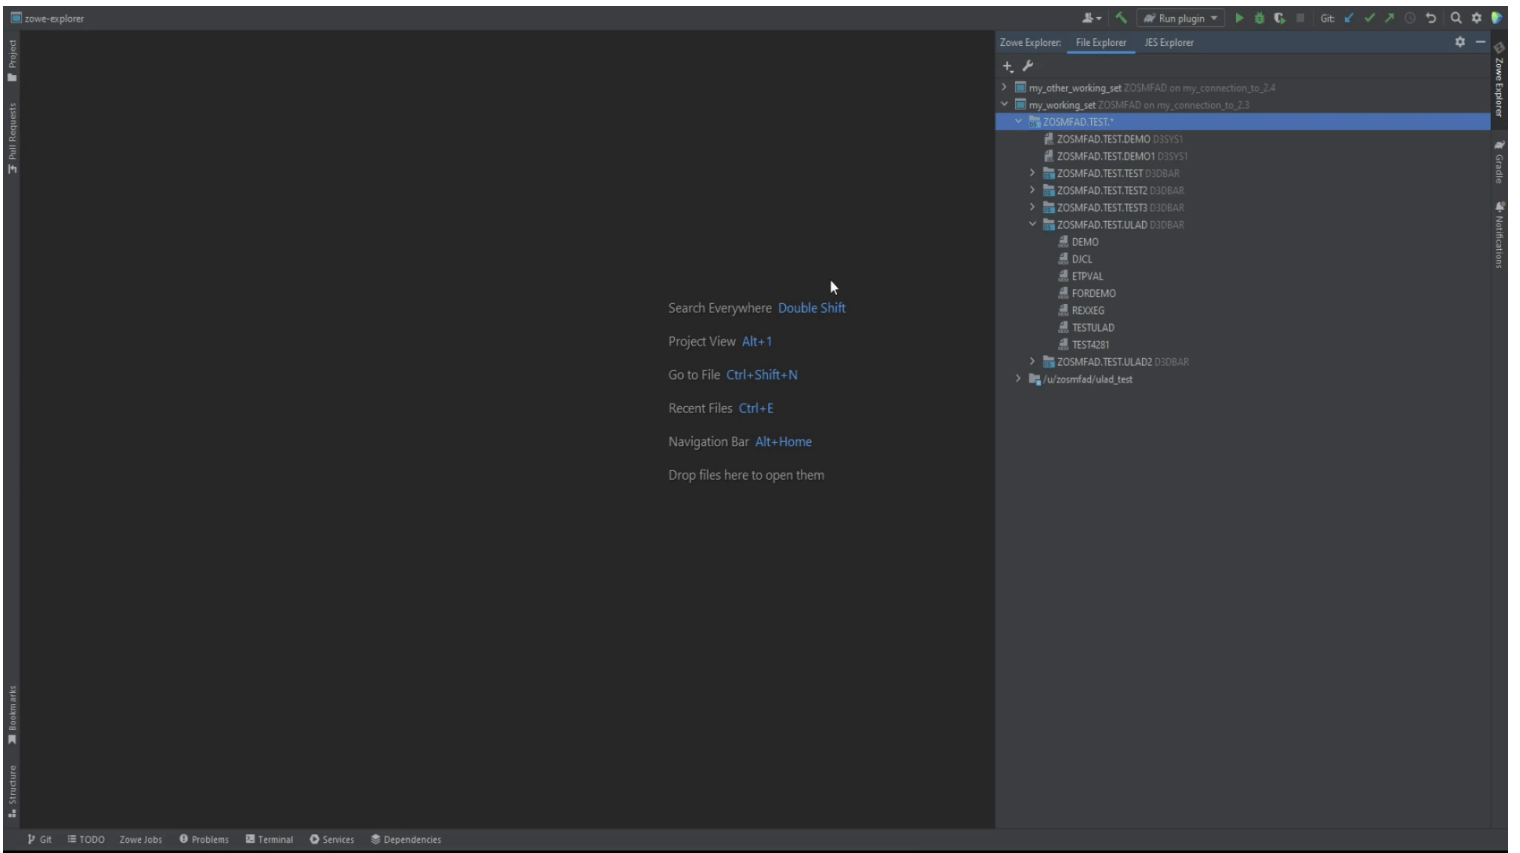 zowe-explorer
Run plugin
Git:
Project
Pull Requests
Bookmarks
Structure
Search Everywhere Double Shift
Project View Alt+1
Go to File Ctrl+Shift+N
Recent Files Ctrl+E
Navigation Bar Alt+Home
Drop files here to open them
Zowe Explorer: File Explorer JES Explorer
my_other_working_set ZOSMFAD on my_connection_to_2.4
my_working_set ZOSMFAD on my_connection_to_2.3
ZOSMFAD.TEST.*
ZOSMFAD.TEST.DEMO D3SYS1
ZOSMFAD.TEST.DEMO1 D3SYS1
ZOSMFAD.TEST.TEST D3DBAR
ZOSMFAD.TEST.TEST2 D3DBAR
ZOSMFAD.TEST.TEST3 D3DBAR
ZOSMFAD.TEST.ULAD D3DBAR
DEMO
DJCL
ETPVAL
FORDEMO
REXXEG
TESTULAD
TEST4281
ZOSMFAD.TEST.ULAD2 D3DBAR
/u/zosmfad/ulad_test
Zowe Explorer
Gradle
Notifications
Git TODO Zowe Jobs Problems Terminal Services Dependencies